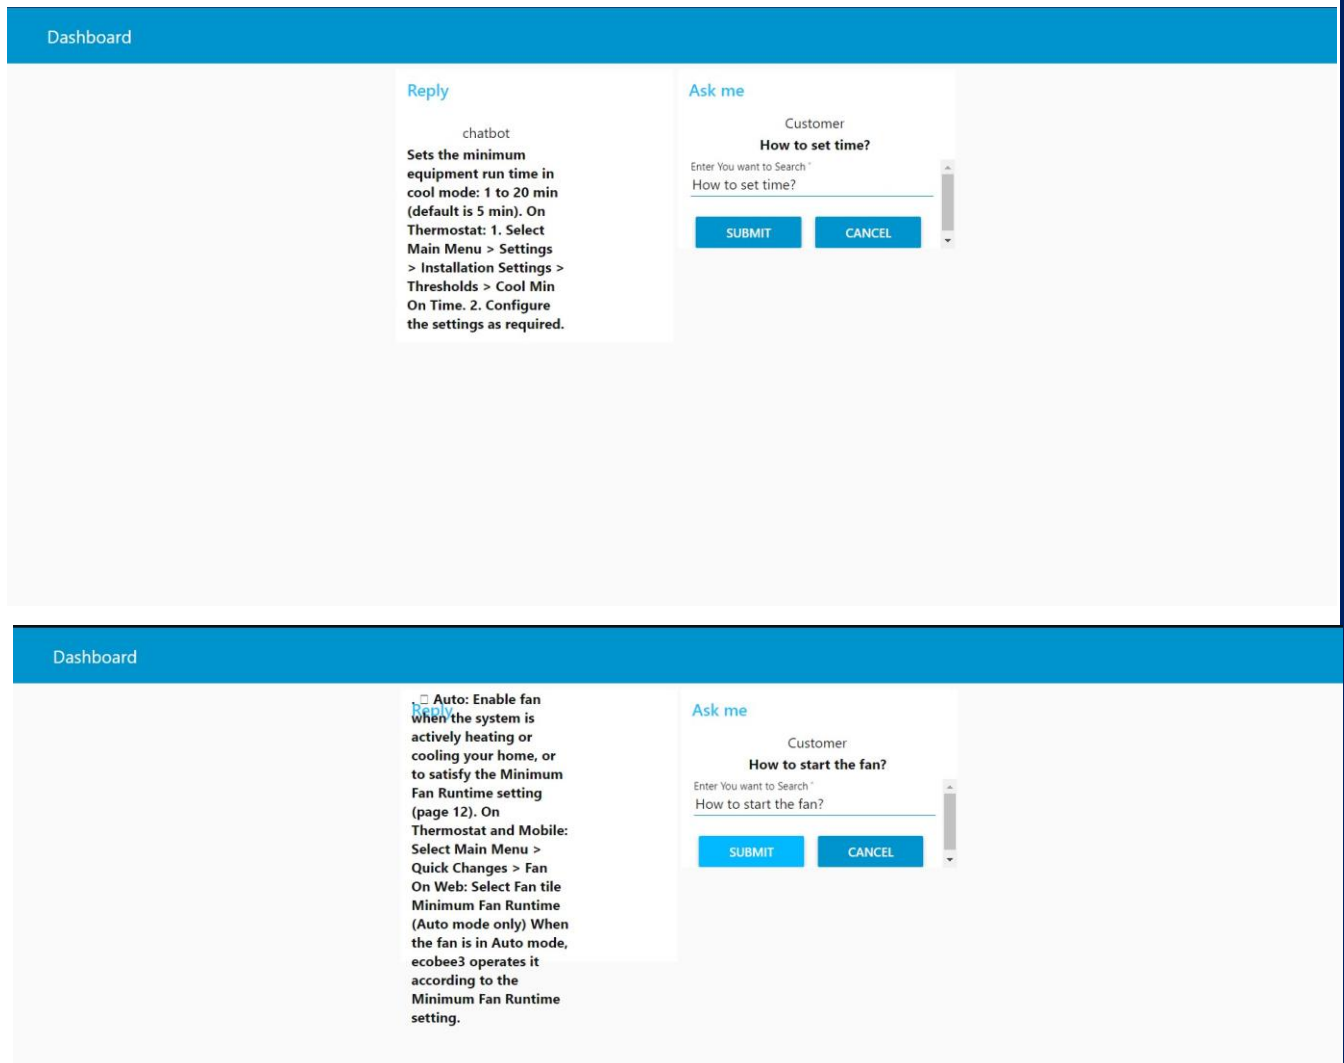 Dashboard
Reply
chatbot
Sets the minimum
equipment run time in
cool mode: 1 to 20 min
(default is 5 min). On
Thermostat: 1. Select
Main Menu > Settings
> Installation Settings >
Thresholds > Cool Min
On Time. 2. Configure
the settings as required.
Ask me
Customer
How to set time?
Enter You want to Search *
How to set time?
SUBMIT CANCEL
Dashboard
Reply
. □ Auto: Enable fan
when the system is
actively heating or
cooling your home, or
to satisfy the Minimum
Fan Runtime setting
(page 12). On
Thermostat and Mobile:
Select Main Menu >
Quick Changes > Fan
On Web: Select Fan tile
Minimum Fan Runtime
(Auto mode only) When
the fan is in Auto mode,
ecobee3 operates it
according to the
Minimum Fan Runtime
setting.
Ask me
Customer
How to start the fan?
Enter You want to Search *
How to start the fan?
SUBMIT CANCEL